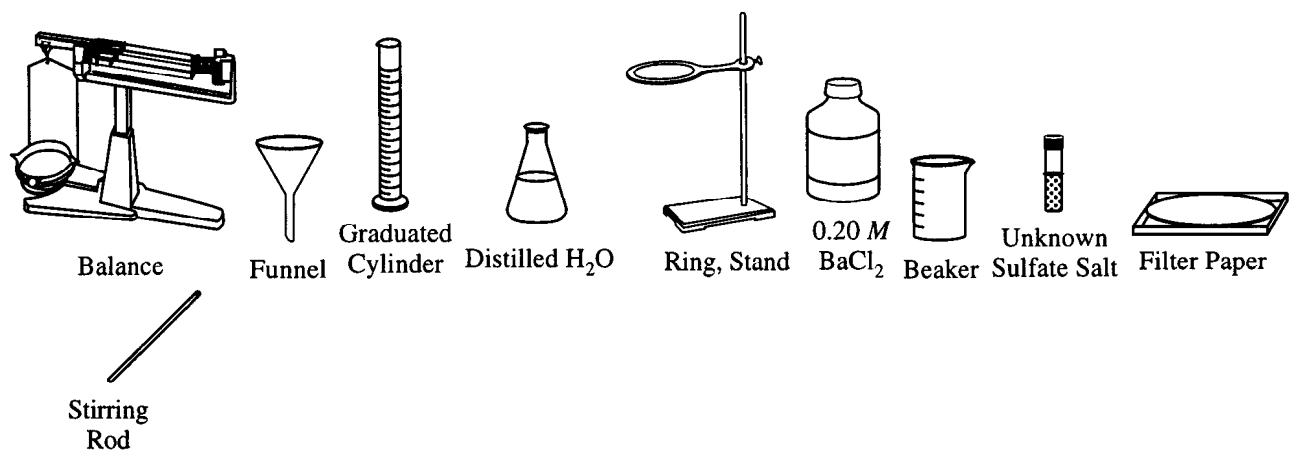 Balance
Funnel
Graduated
Cylinder
Distilled H₂O
Ring, Stand
0.20 M
BaCl₂
Beaker
Unknown
Sulfate Salt
Filter Paper
Stirring
Rod